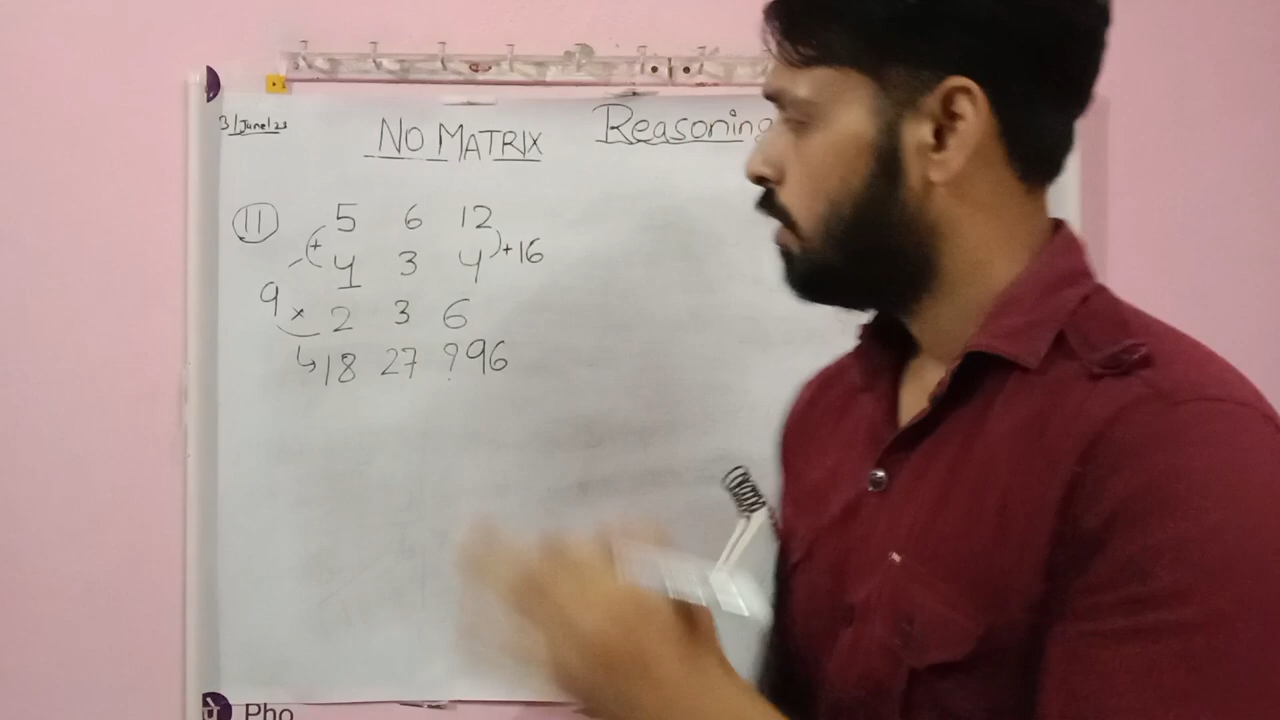 3/June/23
NO MATRIX
Reasoning
11
5 6 12
+ +16
4 3 4
9 × 2 3 6
18 27 ? 96
पे Pho